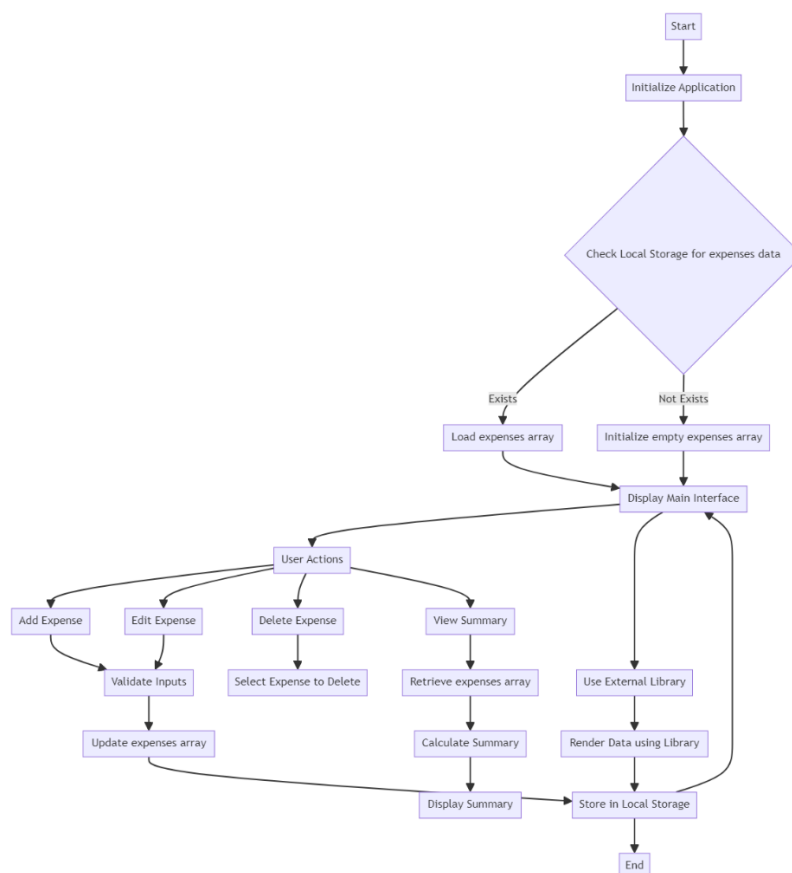 Start
Initialize Application
Check Local Storage for expenses data
Exists
Not Exists
Load expenses array
Initialize empty expenses array
Display Main Interface
User Actions
Add Expense
Edit Expense
Delete Expense
View Summary
Validate Inputs
Select Expense to Delete
Retrieve expenses array
Use External Library
Update expenses array
Calculate Summary
Render Data using Library
Display Summary
Store in Local Storage
End